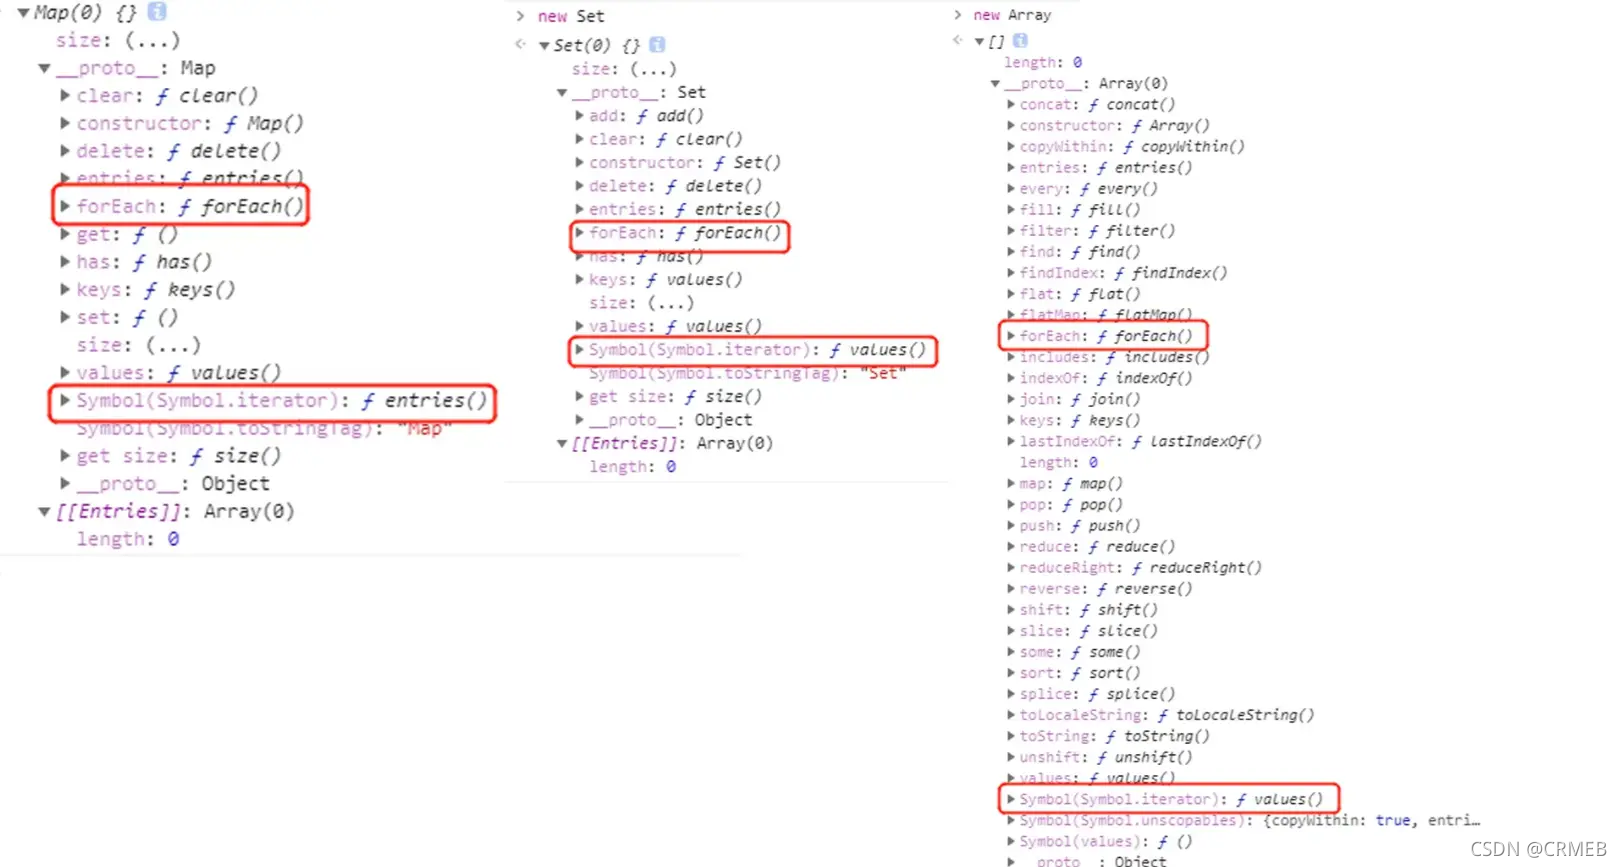 ▼Map(0) {} i
size: (...)
▼__proto__: Map
▶clear: ƒ clear()
▶constructor: ƒ Map()
▶delete: ƒ delete()
▶entries: ƒ entries()
▶forEach: ƒ forEach()
▶get: ƒ ()
▶has: ƒ has()
▶keys: ƒ keys()
▶set: ƒ ()
size: (...)
▶values: ƒ values()
▶Symbol(Symbol.iterator): ƒ entries()
Symbol(Symbol.toStringTag): "Map"
▶get size: ƒ size()
▶__proto__: Object
▼[[Entries]]: Array(0)
length: 0
> new Set
▼Set(0) {} i
size: (...)
▼__proto__: Set
▶add: ƒ add()
▶clear: ƒ clear()
▶constructor: ƒ Set()
▶delete: ƒ delete()
▶entries: ƒ entries()
▶forEach: ƒ forEach()
▶has: ƒ has()
▶keys: ƒ values()
size: (...)
▶values: ƒ values()
▶Symbol(Symbol.iterator): ƒ values()
Symbol(Symbol.toStringTag): "Set"
▶get size: ƒ size()
▶__proto__: Object
▼[[Entries]]: Array(0)
length: 0
> new Array
▼[] i
length: 0
▼__proto__: Array(0)
▶concat: ƒ concat()
▶constructor: ƒ Array()
▶copyWithin: ƒ copyWithin()
▶entries: ƒ entries()
▶every: ƒ every()
▶fill: ƒ fill()
▶filter: ƒ filter()
▶find: ƒ find()
▶findIndex: ƒ findIndex()
▶flat: ƒ flat()
▶flatMap: ƒ flatMap()
▶forEach: ƒ forEach()
▶includes: ƒ includes()
▶indexOf: ƒ indexOf()
▶join: ƒ join()
▶keys: ƒ keys()
▶lastIndexOf: ƒ lastIndexOf()
length: 0
▶map: ƒ map()
▶pop: ƒ pop()
▶push: ƒ push()
▶reduce: ƒ reduce()
▶reduceRight: ƒ reduceRight()
▶reverse: ƒ reverse()
▶shift: ƒ shift()
▶slice: ƒ slice()
▶some: ƒ some()
▶sort: ƒ sort()
▶splice: ƒ splice()
▶toLocaleString: ƒ toLocaleString()
▶toString: ƒ toString()
▶unshift: ƒ unshift()
▶values: ƒ values()
▶Symbol(Symbol.iterator): ƒ values()
▶Symbol(Symbol.unscopables): {copyWithin: true, entri…
▶Symbol(values): ƒ ()
▶__proto__: Object
CSDN @CRMEB